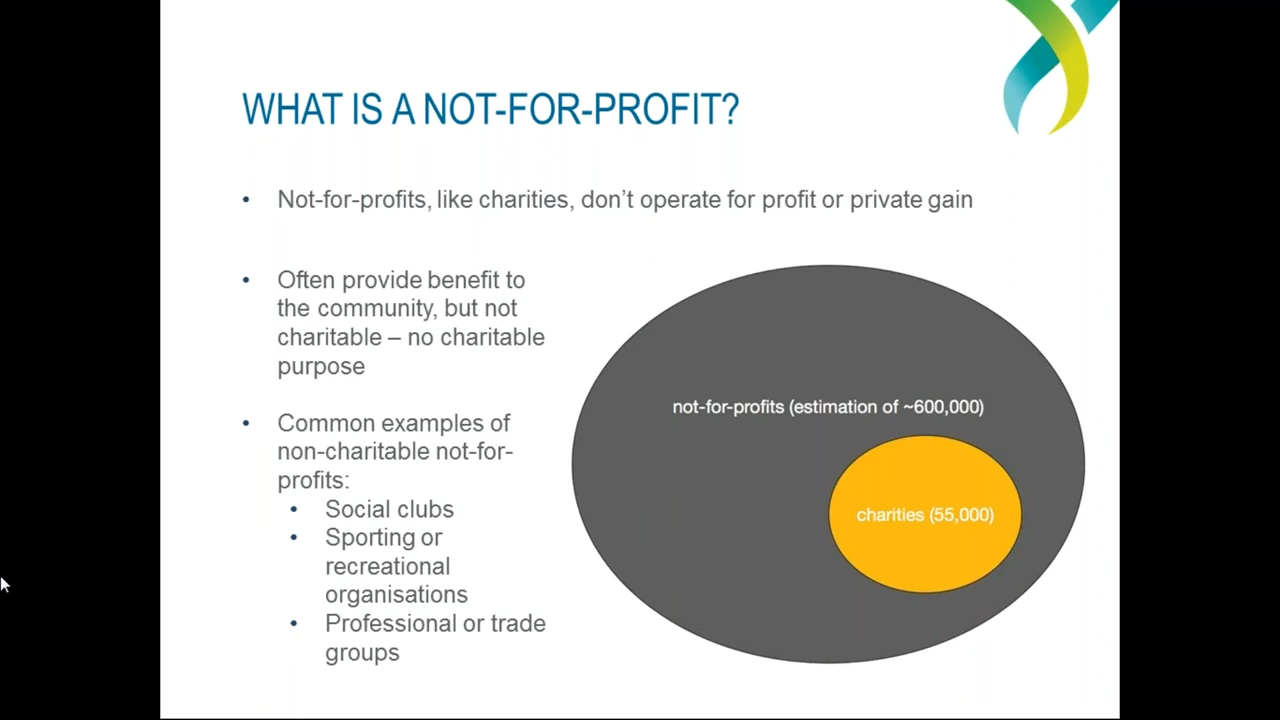 WHAT IS A NOT-FOR-PROFIT?
• Not-for-profits, like charities, don’t operate for profit or private gain
• Often provide benefit to
the community, but not
charitable – no charitable
purpose
• Common examples of
non-charitable not-for-
profits:
• Social clubs
• Sporting or
recreational
organisations
• Professional or trade
groups
not-for-profits (estimation of ~600,000)
charities (55,000)